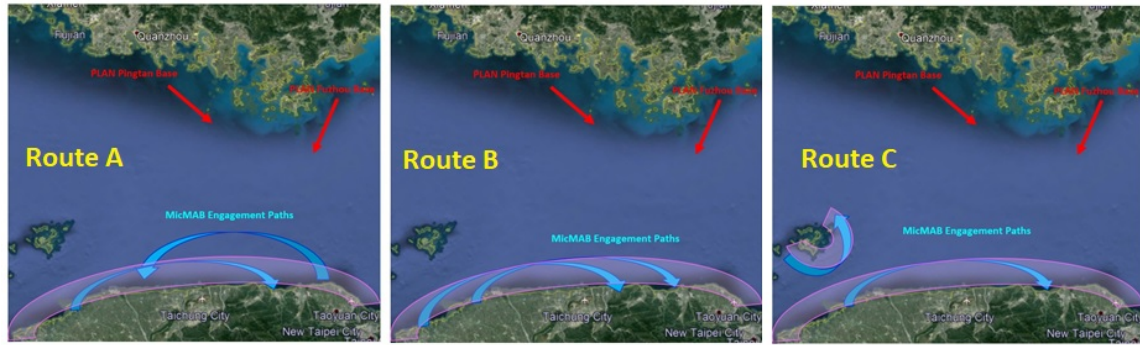 Fujian
Quanzhou
PLAN Pingtan Base
PLAN Fuzhou Base
Route A
MicMAB Engagement Paths
Taichung City
Taoyuan City
New Taipei City
Fujian
Quanzhou
PLAN Pingtan Base
PLAN Fuzhou Base
Route B
MicMAB Engagement Paths
Taichung City
Taoyuan City
New Taipei City
Fujian
Quanzhou
PLAN Pingtan Base
PLAN Fuzhou Base
Route C
MicMAB Engagement Paths
Taichung City
Taoyuan City
New Taipei City